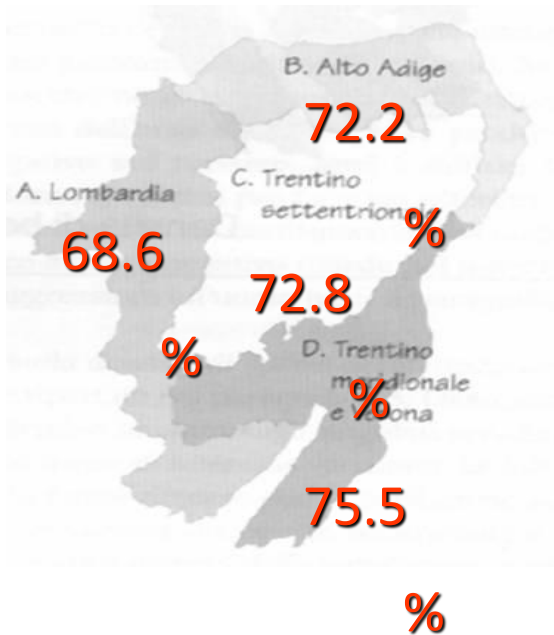 B. Alto Adige
72.2
%
A. Lombardia
68.6
%
C. Trentino
settentrionale
72.8
%
D. Trentino
meridionale
e Verona
75.5
%